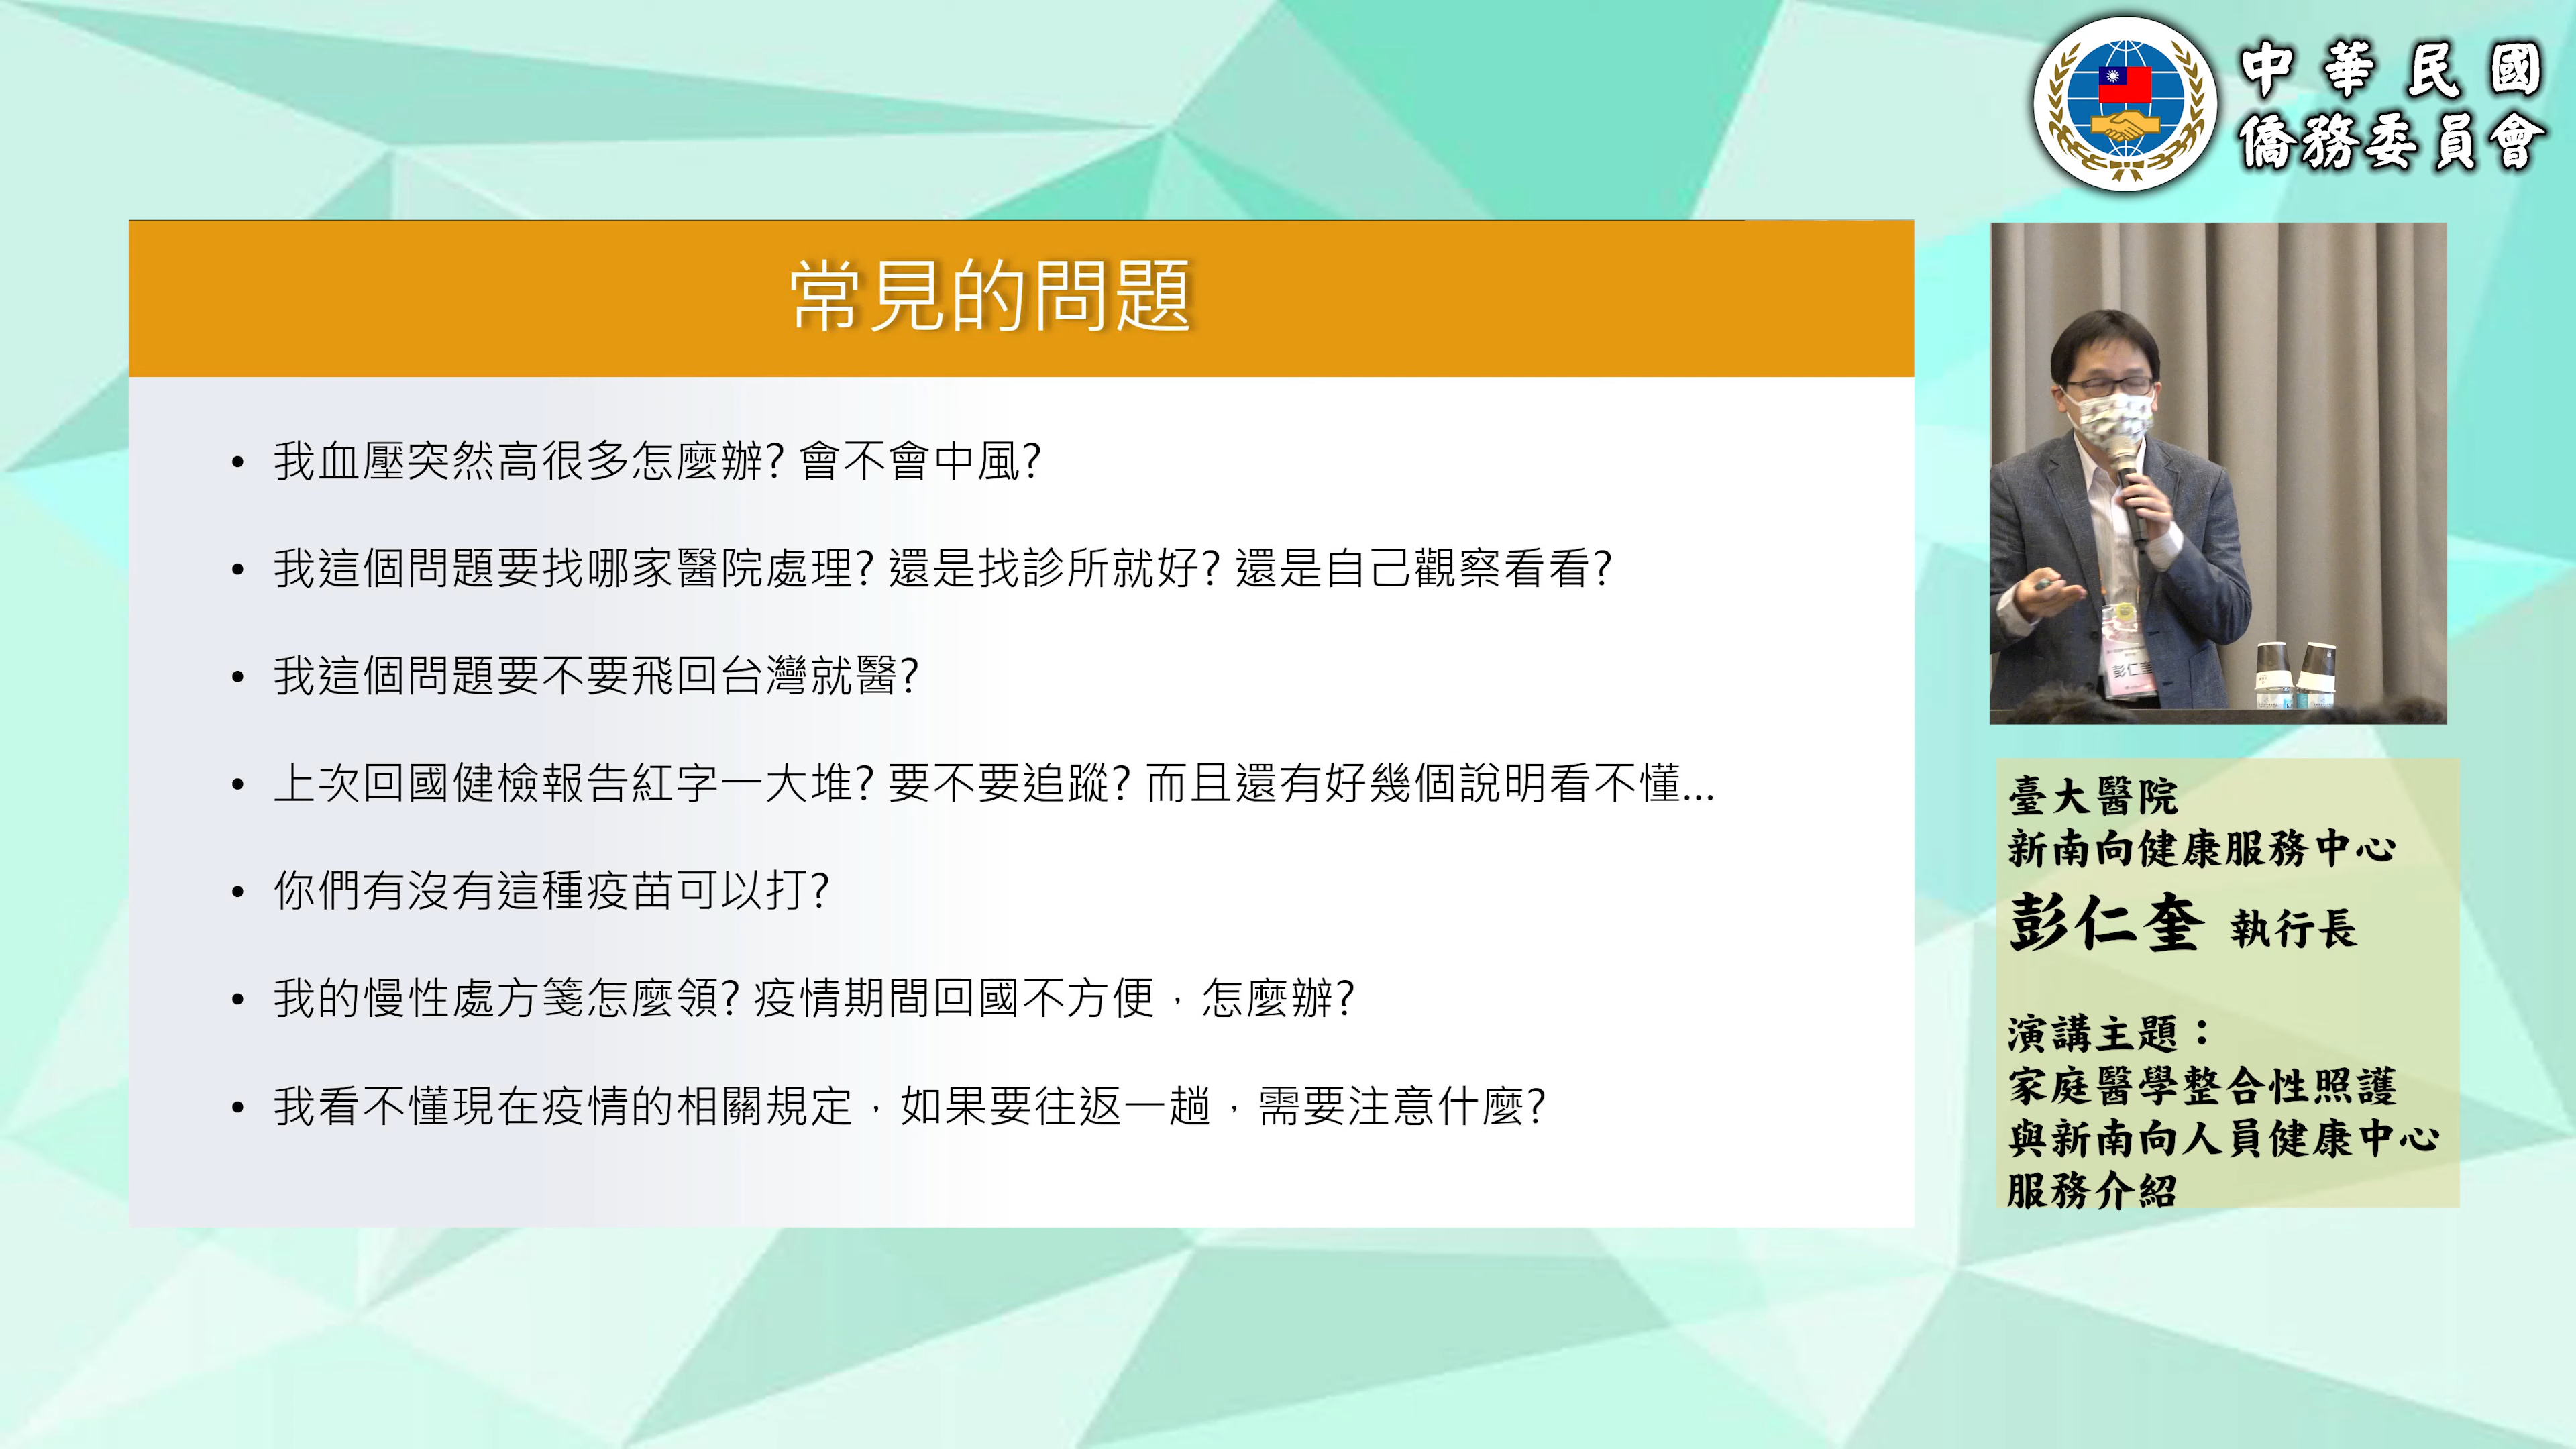 中華民國
僑務委員會
常見的問題
• 我血壓突然高很多怎麼辦? 會不會中風?
• 我這個問題要找哪家醫院處理? 還是找診所就好? 還是自己觀察看看?
• 我這個問題要不要飛回台灣就醫?
• 上次回國健檢報告紅字一大堆? 要不要追蹤? 而且還有好幾個說明看不懂...
• 你們有沒有這種疫苗可以打?
• 我的慢性處方箋怎麼領? 疫情期間回國不方便，怎麼辦?
• 我看不懂現在疫情的相關規定，如果要往返一趟，需要注意什麼?
彭仁奎
臺大醫院
新南向健康服務中心
彭仁奎 執行長
演講主題：
家庭醫學整合性照護
與新南向人員健康中心
服務介紹